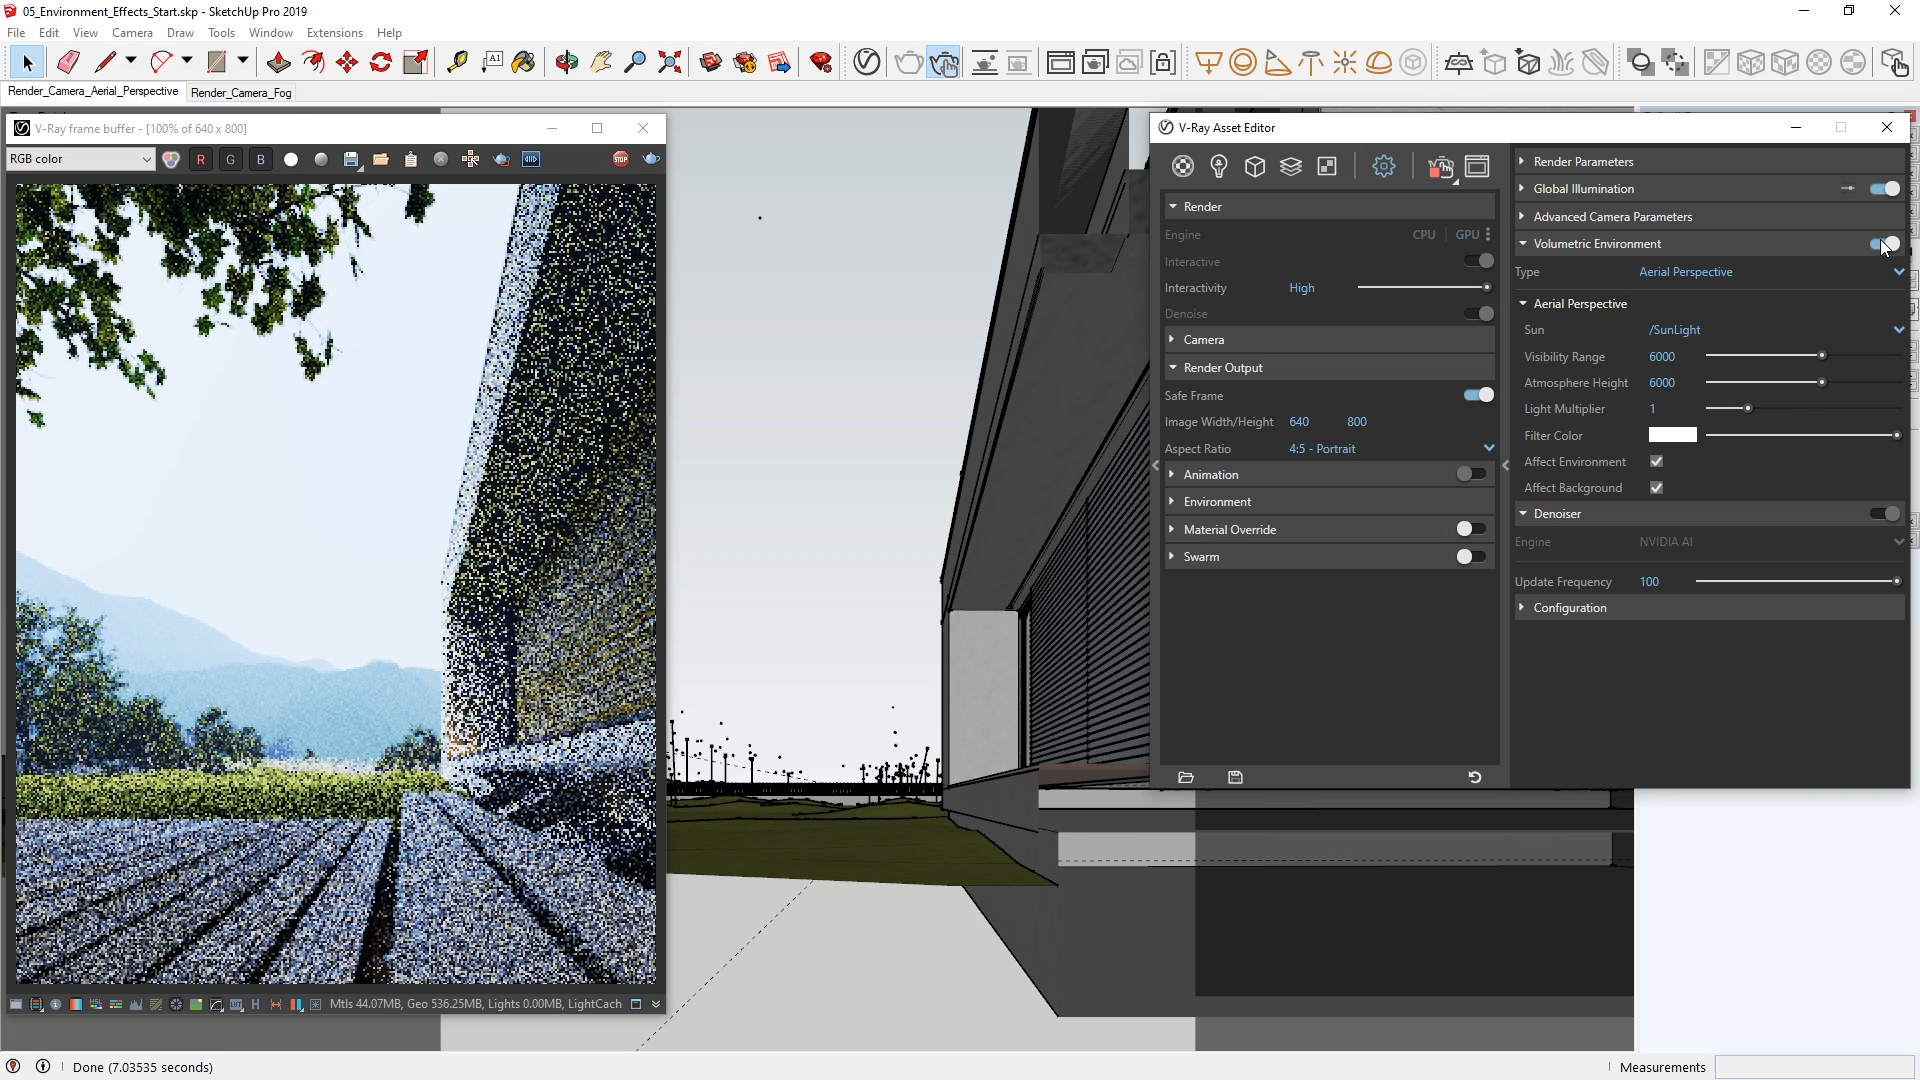 05_Environment_Effects_Start.skp - SketchUp Pro 2019
File Edit View Camera Draw Tools Window Extensions Help
Render_Camera_Aerial_Perspective Render_Camera_Fog
V-Ray frame buffer - [100% of 640 x 800]
RGB color
R G B
STOP
Mtls 44.07MB, Geo 536.25MB, Lights 0.00MB, LightCach
V-Ray Asset Editor
Render
Engine CPU GPU
Interactive
Interactivity High
Denoise
Camera
Render Output
Safe Frame
Image Width/Height 640 800
Aspect Ratio 4:5 - Portrait
Animation
Environment
Material Override
Swarm
Render Parameters
Global Illumination
Advanced Camera Parameters
Volumetric Environment
Type Aerial Perspective
Aerial Perspective
Sun /SunLight
Visibility Range 6000
Atmosphere Height 6000
Light Multiplier 1
Filter Color
Affect Environment
Affect Background
Denoiser
Engine NVIDIA AI
Update Frequency 100
Configuration
Done (7.03535 seconds)
Measurements